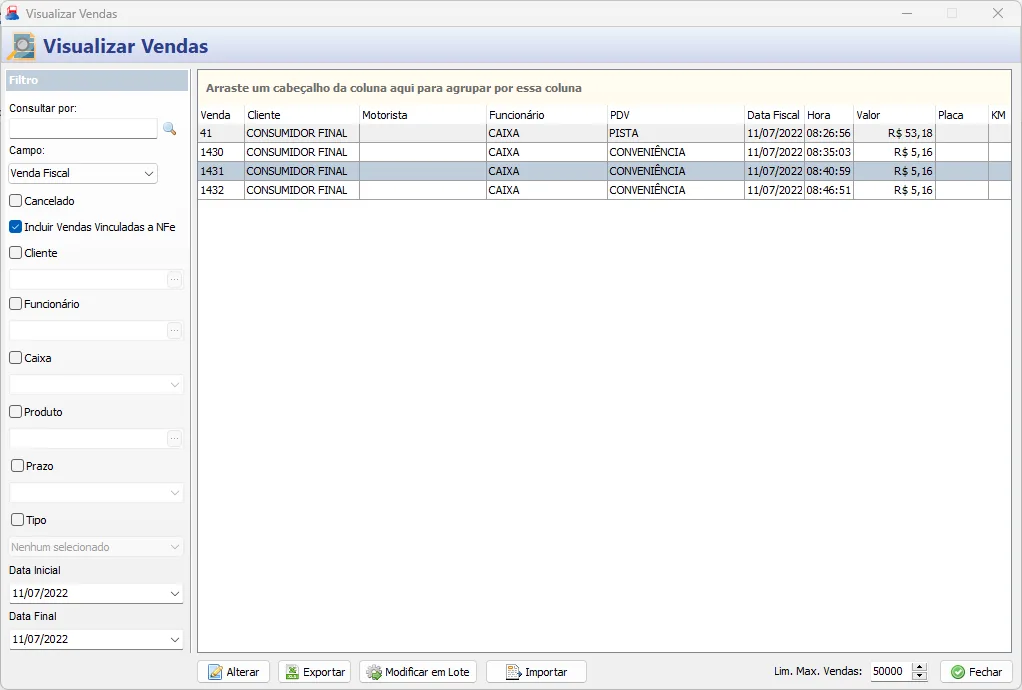 Visualizar Vendas
Visualizar Vendas
Filtro
Consultar por:
Campo:
Venda Fiscal
Cancelado
Incluir Vendas Vinculadas a NFe
Cliente
...
Funcionário
...
Caixa
Produto
...
Prazo
Tipo
Nenhum selecionado
Data Inicial
11/07/2022
Data Final
11/07/2022
Arraste um cabeçalho da coluna aqui para agrupar por essa coluna
Venda Cliente Motorista Funcionário PDV Data Fiscal Hora Valor Placa KM
41 CONSUMIDOR FINAL CAIXA PISTA 11/07/2022 08:26:56 R$ 53,18
1430 CONSUMIDOR FINAL CAIXA CONVENIÊNCIA 11/07/2022 08:35:03 R$ 5,16
1431 CONSUMIDOR FINAL CAIXA CONVENIÊNCIA 11/07/2022 08:40:59 R$ 5,16
1432 CONSUMIDOR FINAL CAIXA CONVENIÊNCIA 11/07/2022 08:46:51 R$ 5,16
Alterar Exportar Modificar em Lote Importar Lim. Max. Vendas: 50000 Fechar